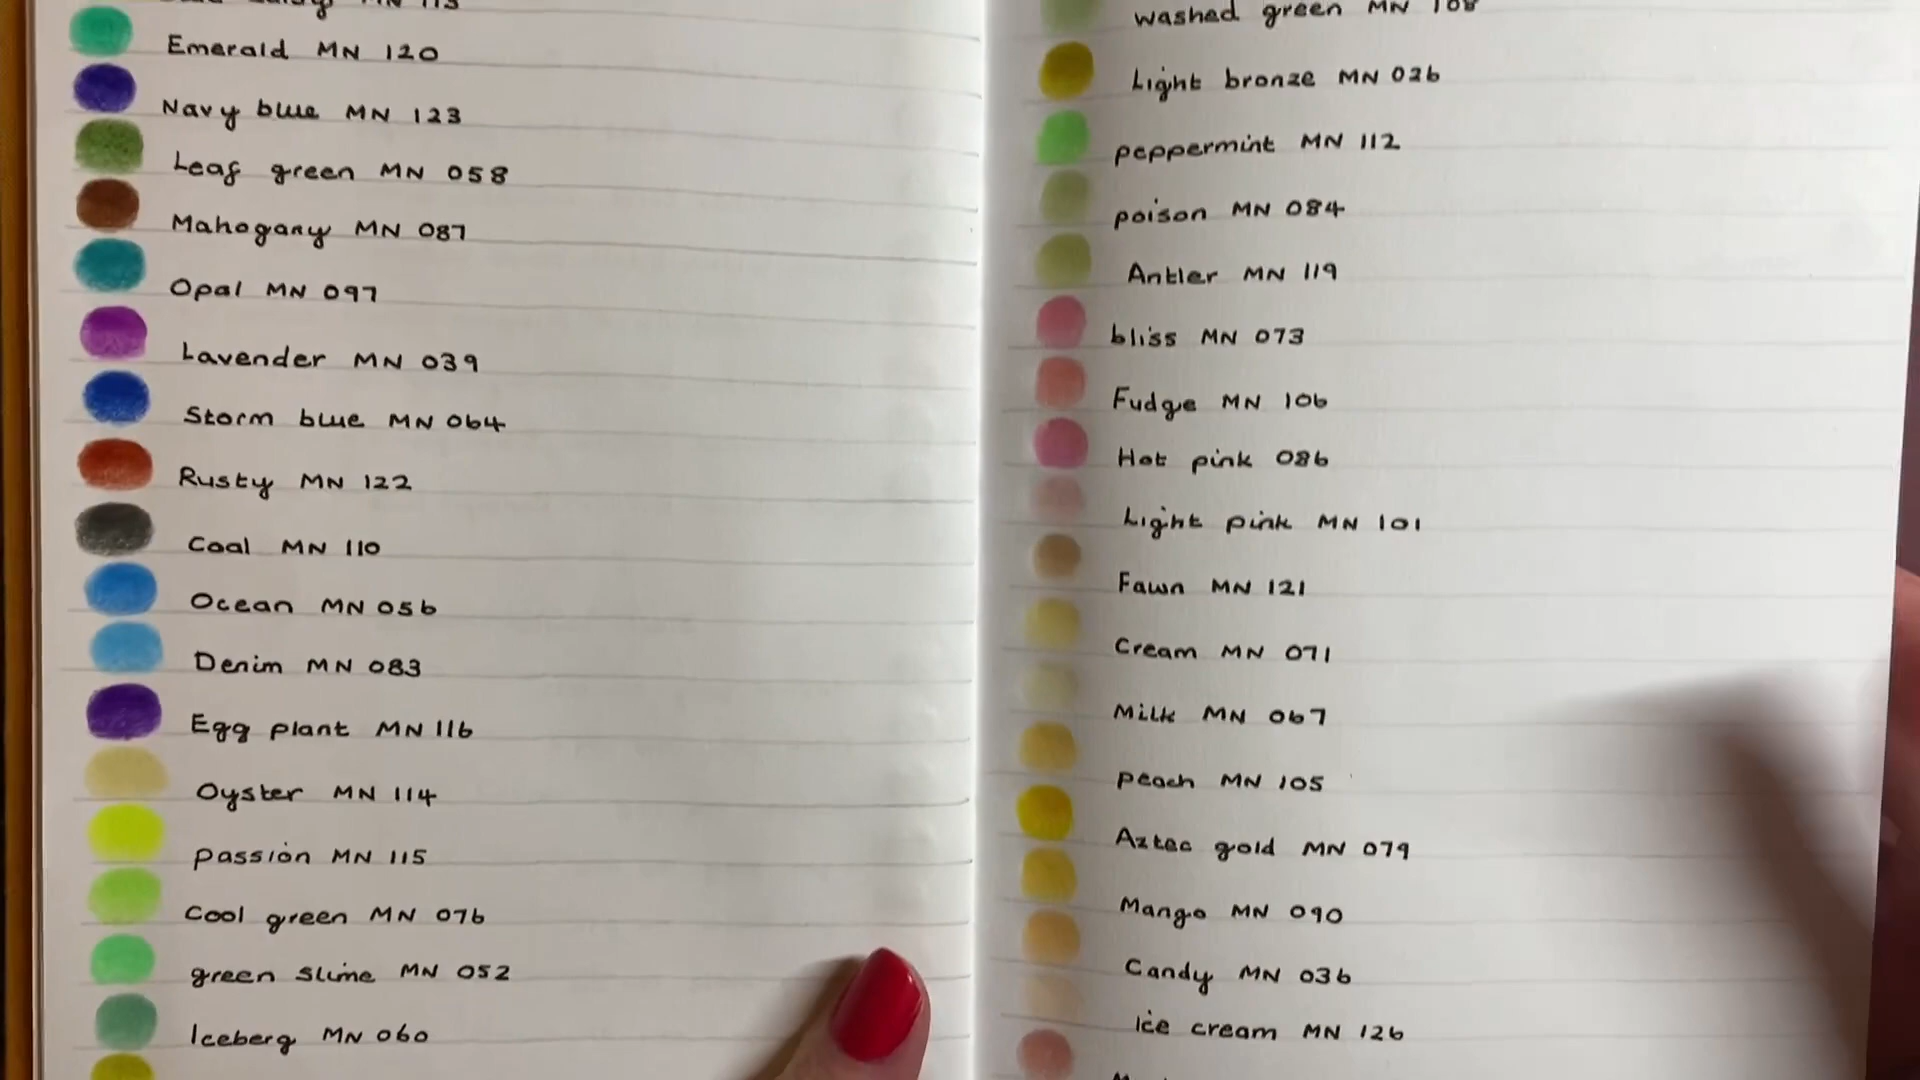 MN 113
Emerald MN 120
Navy blue MN 123
Leaf green MN 058
Mahogany MN 087
Opal MN 097
Lavender MN 039
Storm blue MN 064
Rusty MN 122
Coal MN 110
Ocean MN 056
Denim MN 083
Egg plant MN 116
Oyster MN 114
passion MN 115
Cool green MN 076
green slime MN 052
Iceberg MN 060
washed green MN 108
Light bronze MN 026
peppermint MN 112
poison MN 084
Antler MN 119
bliss MN 073
Fudge MN 106
Hot pink 086
Light pink MN 101
Fawn MN 121
Cream MN 071
Milk MN 067
peach MN 105
Aztec gold MN 079
Mango MN 090
Candy MN 036
Ice cream MN 126